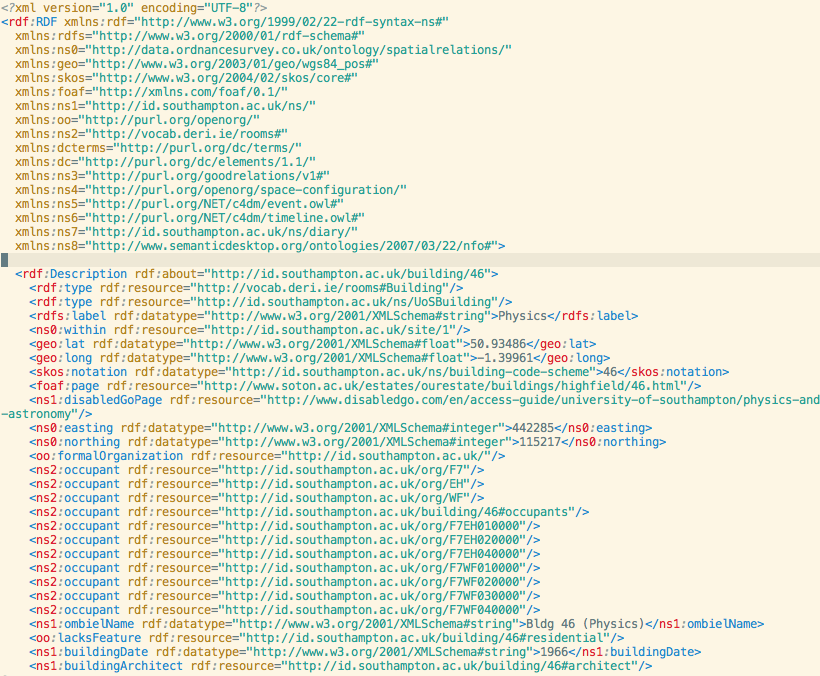 <?xml version="1.0" encoding="UTF-8"?>
<rdf:RDF xmlns:rdf="http://www.w3.org/1999/02/22-rdf-syntax-ns#"
  xmlns:rdfs="http://www.w3.org/2000/01/rdf-schema#"
  xmlns:ns0="http://data.ordnancesurvey.co.uk/ontology/spatialrelations/"
  xmlns:geo="http://www.w3.org/2003/01/geo/wgs84_pos#"
  xmlns:skos="http://www.w3.org/2004/02/skos/core#"
  xmlns:foaf="http://xmlns.com/foaf/0.1/"
  xmlns:ns1="http://id.southampton.ac.uk/ns/"
  xmlns:oo="http://purl.org/openorg/"
  xmlns:ns2="http://vocab.deri.ie/rooms#"
  xmlns:dcterms="http://purl.org/dc/terms/"
  xmlns:dc="http://purl.org/dc/elements/1.1/"
  xmlns:ns3="http://purl.org/goodrelations/v1#"
  xmlns:ns4="http://purl.org/openorg/space-configuration/"
  xmlns:ns5="http://purl.org/NET/c4dm/event.owl#"
  xmlns:ns6="http://purl.org/NET/c4dm/timeline.owl#"
  xmlns:ns7="http://id.southampton.ac.uk/ns/diary/"
  xmlns:ns8="http://www.semanticdesktop.org/ontologies/2007/03/22/nfo#">
  <rdf:Description rdf:about="http://id.southampton.ac.uk/building/46">
    <rdf:type rdf:resource="http://vocab.deri.ie/rooms#Building"/>
    <rdf:type rdf:resource="http://id.southampton.ac.uk/ns/UoSBuilding"/>
    <rdfs:label rdf:datatype="http://www.w3.org/2001/XMLSchema#string">Physics</rdfs:label>
    <ns0:within rdf:resource="http://id.southampton.ac.uk/site/1"/>
    <geo:lat rdf:datatype="http://www.w3.org/2001/XMLSchema#float">50.93486</geo:lat>
    <geo:long rdf:datatype="http://www.w3.org/2001/XMLSchema#float">-1.39961</geo:long>
    <skos:notation rdf:datatype="http://id.southampton.ac.uk/ns/building-code-scheme">46</skos:notation>
    <foaf:page rdf:resource="http://www.soton.ac.uk/estates/ourestate/buildings/highfield/46.html"/>
    <ns1:disabledGoPage rdf:resource="http://www.disabledgo.com/en/access-guide/university-of-southampton/physics-and
-astronomy"/>
    <ns0:easting rdf:datatype="http://www.w3.org/2001/XMLSchema#integer">442285</ns0:easting>
    <ns0:northing rdf:datatype="http://www.w3.org/2001/XMLSchema#integer">115217</ns0:northing>
    <oo:formalOrganization rdf:resource="http://id.southampton.ac.uk/"/>
    <ns2:occupant rdf:resource="http://id.southampton.ac.uk/org/F7"/>
    <ns2:occupant rdf:resource="http://id.southampton.ac.uk/org/EH"/>
    <ns2:occupant rdf:resource="http://id.southampton.ac.uk/org/WF"/>
    <ns2:occupant rdf:resource="http://id.southampton.ac.uk/building/46#occupants"/>
    <ns2:occupant rdf:resource="http://id.southampton.ac.uk/org/F7EH010000"/>
    <ns2:occupant rdf:resource="http://id.southampton.ac.uk/org/F7EH020000"/>
    <ns2:occupant rdf:resource="http://id.southampton.ac.uk/org/F7EH040000"/>
    <ns2:occupant rdf:resource="http://id.southampton.ac.uk/org/F7WF010000"/>
    <ns2:occupant rdf:resource="http://id.southampton.ac.uk/org/F7WF020000"/>
    <ns2:occupant rdf:resource="http://id.southampton.ac.uk/org/F7WF030000"/>
    <ns2:occupant rdf:resource="http://id.southampton.ac.uk/org/F7WF040000"/>
    <ns1:ombielName rdf:datatype="http://www.w3.org/2001/XMLSchema#string">Bldg 46 (Physics)</ns1:ombielName>
    <oo:lacksFeature rdf:resource="http://id.southampton.ac.uk/building/46#residential"/>
    <ns1:buildingDate rdf:datatype="http://www.w3.org/2001/XMLSchema#string">1966</ns1:buildingDate>
    <ns1:buildingArchitect rdf:resource="http://id.southampton.ac.uk/building/46#architect"/>